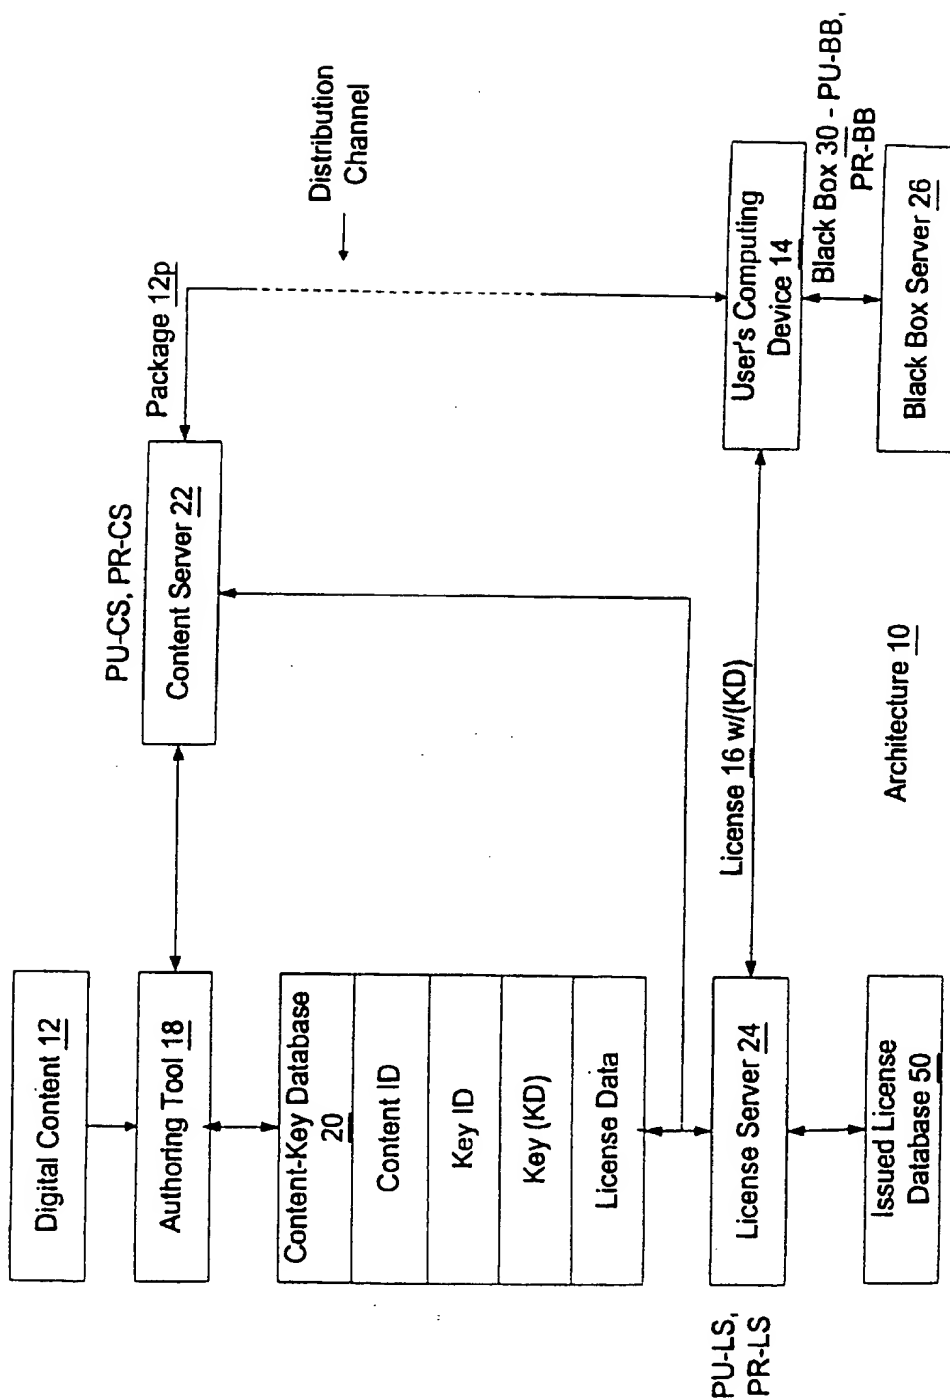 Digital Content 12
Authoring Tool 18
Content-Key Database
20
Content ID
Key ID
Key (KD)
License Data
PU-LS,
PR-LS
License Server 24
Issued License
Database 50
PU-CS, PR-CS
Content Server 22
Package 12p
Distribution
Channel
License 16 w/(KD)
User's Computing
Device 14
Black Box 30 - PU-BB,
PR-BB
Black Box Server 26
Architecture 10